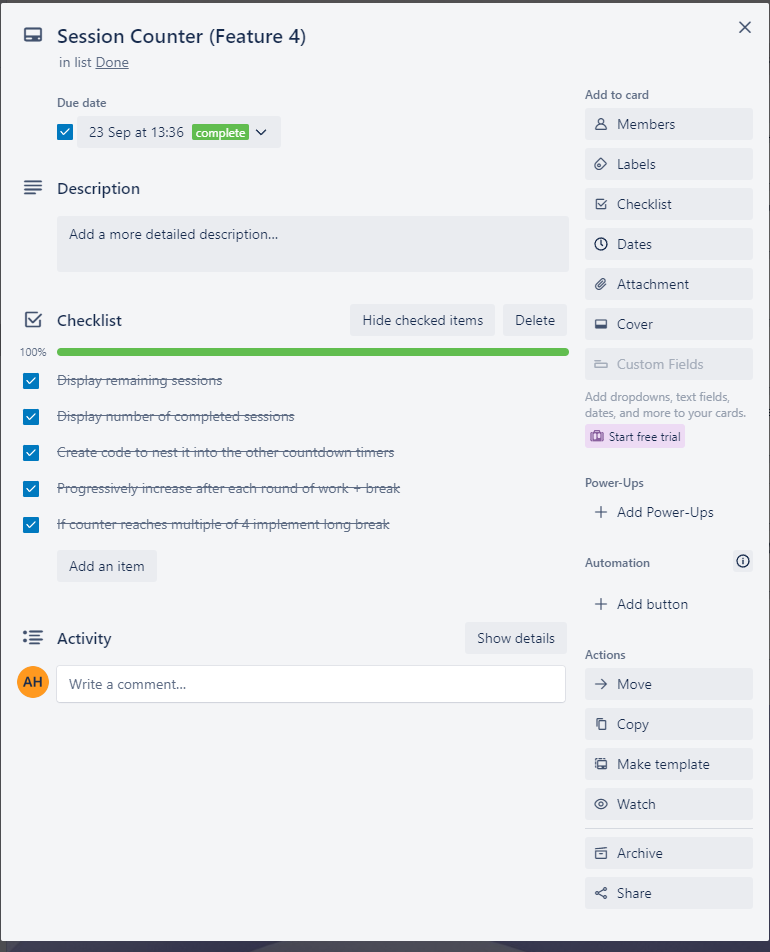 Session Counter (Feature 4)
in list Done
Due date
23 Sep at 13:36 complete
Description
Add a more detailed description...
Checklist
Hide checked items
Delete
100%
Display remaining sessions
Display number of completed sessions
Create code to nest it into the other countdown timers
Progressively increase after each round of work + break
If counter reaches multiple of 4 implement long break
Add an item
Activity
Show details
AH
Write a comment...
Add to card
Members
Labels
Checklist
Dates
Attachment
Cover
Custom Fields
Add dropdowns, text fields,
dates, and more to your cards.
Start free trial
Power-Ups
Add Power-Ups
Automation
Add button
Actions
Move
Copy
Make template
Watch
Archive
Share